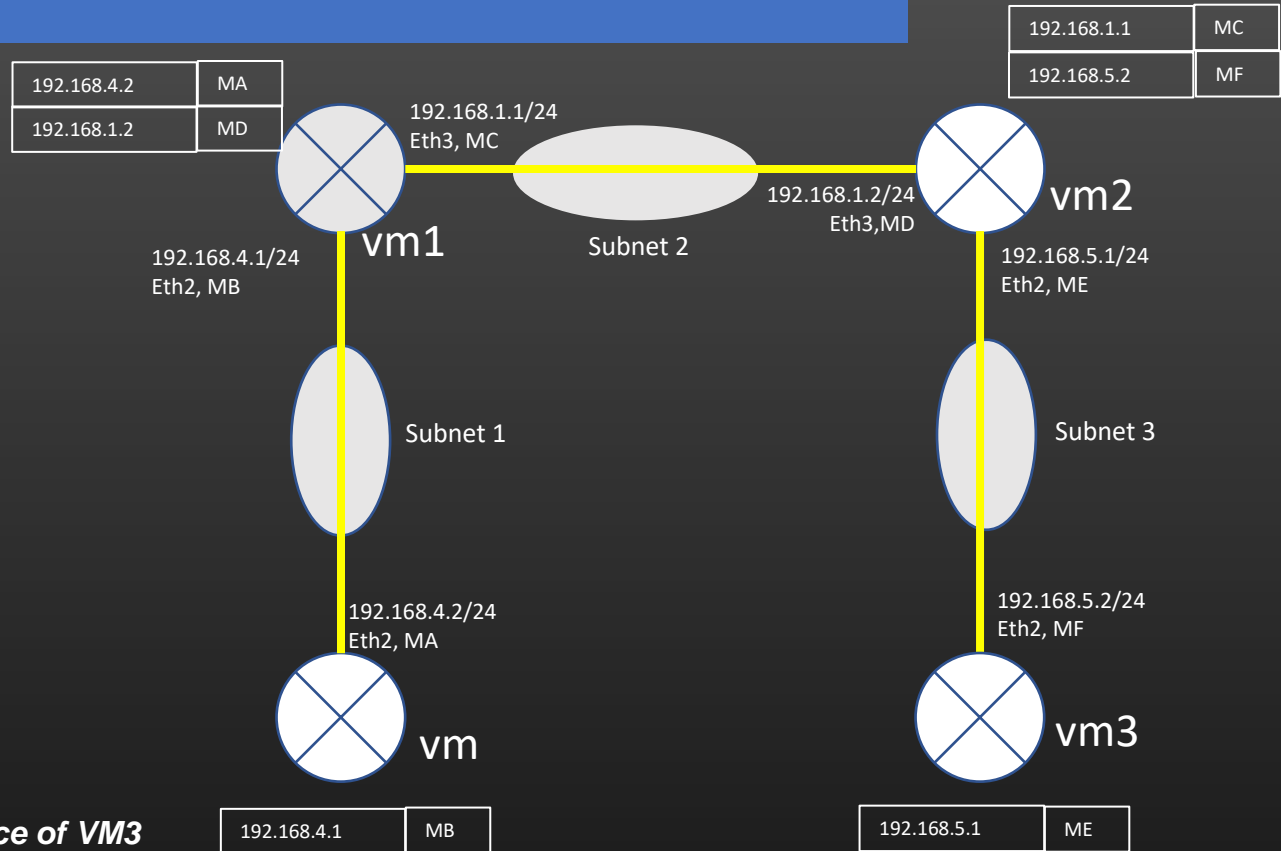 192.168.1.1 MC
192.168.5.2 MF
192.168.4.2 MA
192.168.1.2 MD
192.168.1.1/24
Eth3, MC
192.168.1.2/24
Eth3,MD
vm2
vm1
Subnet 2
192.168.4.1/24
Eth2, MB
192.168.5.1/24
Eth2, ME
Subnet 1
Subnet 3
192.168.4.2/24
Eth2, MA
192.168.5.2/24
Eth2, MF
vm
vm3
ce of VM3
192.168.4.1 MB
192.168.5.1 ME